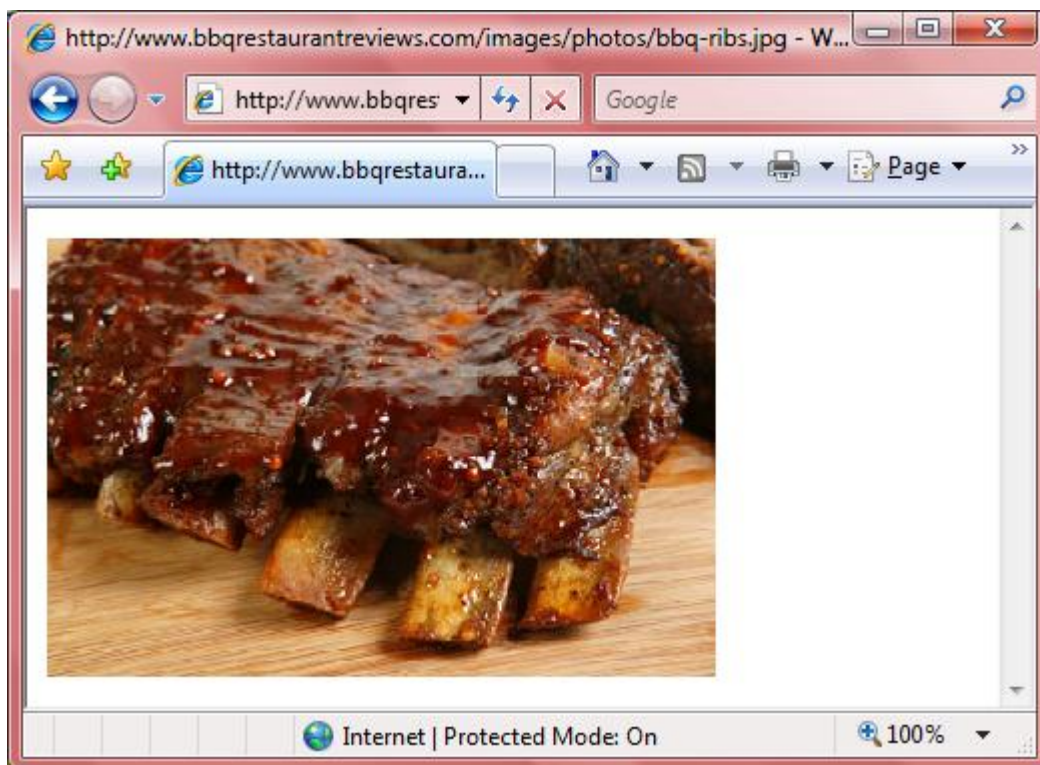 http://www.bbqrestaurantreviews.com/images/photos/bbq-ribs.jpg - W...
http://www.bbqres
Google
http://www.bbqrestaura...
Page
Internet | Protected Mode: On
100%